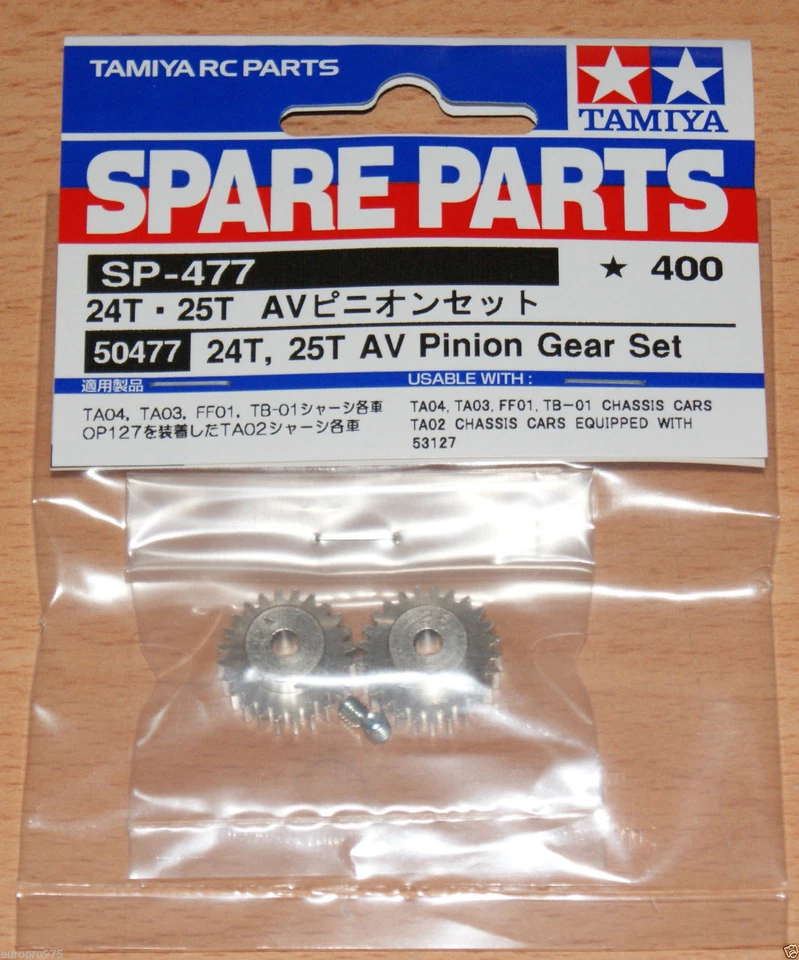 TAMIYA RC PARTS
TAMIYA
SPARE PARTS
SP-477
★ 400
24T・25T AVピニオンセット
50477 24T, 25T AV Pinion Gear Set
適用製品
TA04, TA03, FF01, TB-01シャーシ各車
OP127を装着したTA02シャーシ各車
USABLE WITH :
TA04, TA03, FF01, TB-01 CHASSIS CARS
TA02 CHASSIS CARS EQUIPPED WITH
53127
europro975